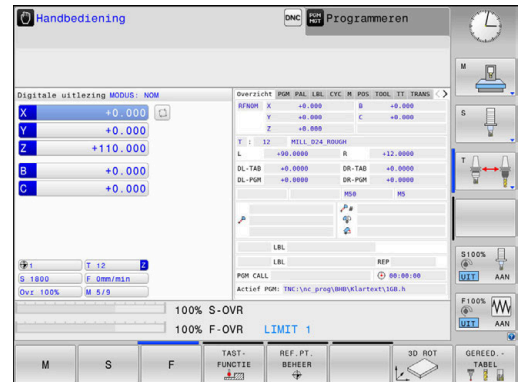 Handbediening
DNC
PGM MDT
Programmeren
Digitale uitlezing MODUS: NOM
X +0.000
Y +0.000
Z +110.000
B +0.000
C +0.000
1
T 12 Z
S 1800 F 0mm/min
Ovr 100% M 5/9
Overzicht PGM PAL LBL CYC M POS TOOL TT TRANS
RFNOM X +0.000 B +0.000
Y +0.000 C +0.000
Z +0.000
T : 12 MILL_D24_ROUGH
L +90.0000 R +12.0000
DL-TAB +0.0000 DR-TAB +0.0000
DL-PGM +0.0000 DR-PGM +0.0000
M50 M5
LBL
LBL REP
PGM CALL 00:00:00
Actief PGM: TNC:\nc_prog\BHB\Klartext\1GB.h
100% S-OVR
100% F-OVR LIMIT 1
M
S
T
S100%
UIT AAN
F100%
UIT AAN
M
S
F
TAST-
FUNCTIE
REF.PT.
BEHEER
3D ROT
GEREED.-
TABEL